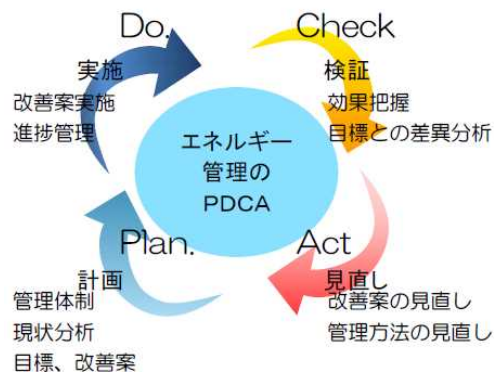 Do.
実施
改善案実施
進捗管理
Check
検証
効果把握
目標との差異分析
エネルギー
管理の
PDCA
Plan.
計画
管理体制
現状分析
目標、改善案
Act
見直し
改善案の見直し
管理方法の見直し